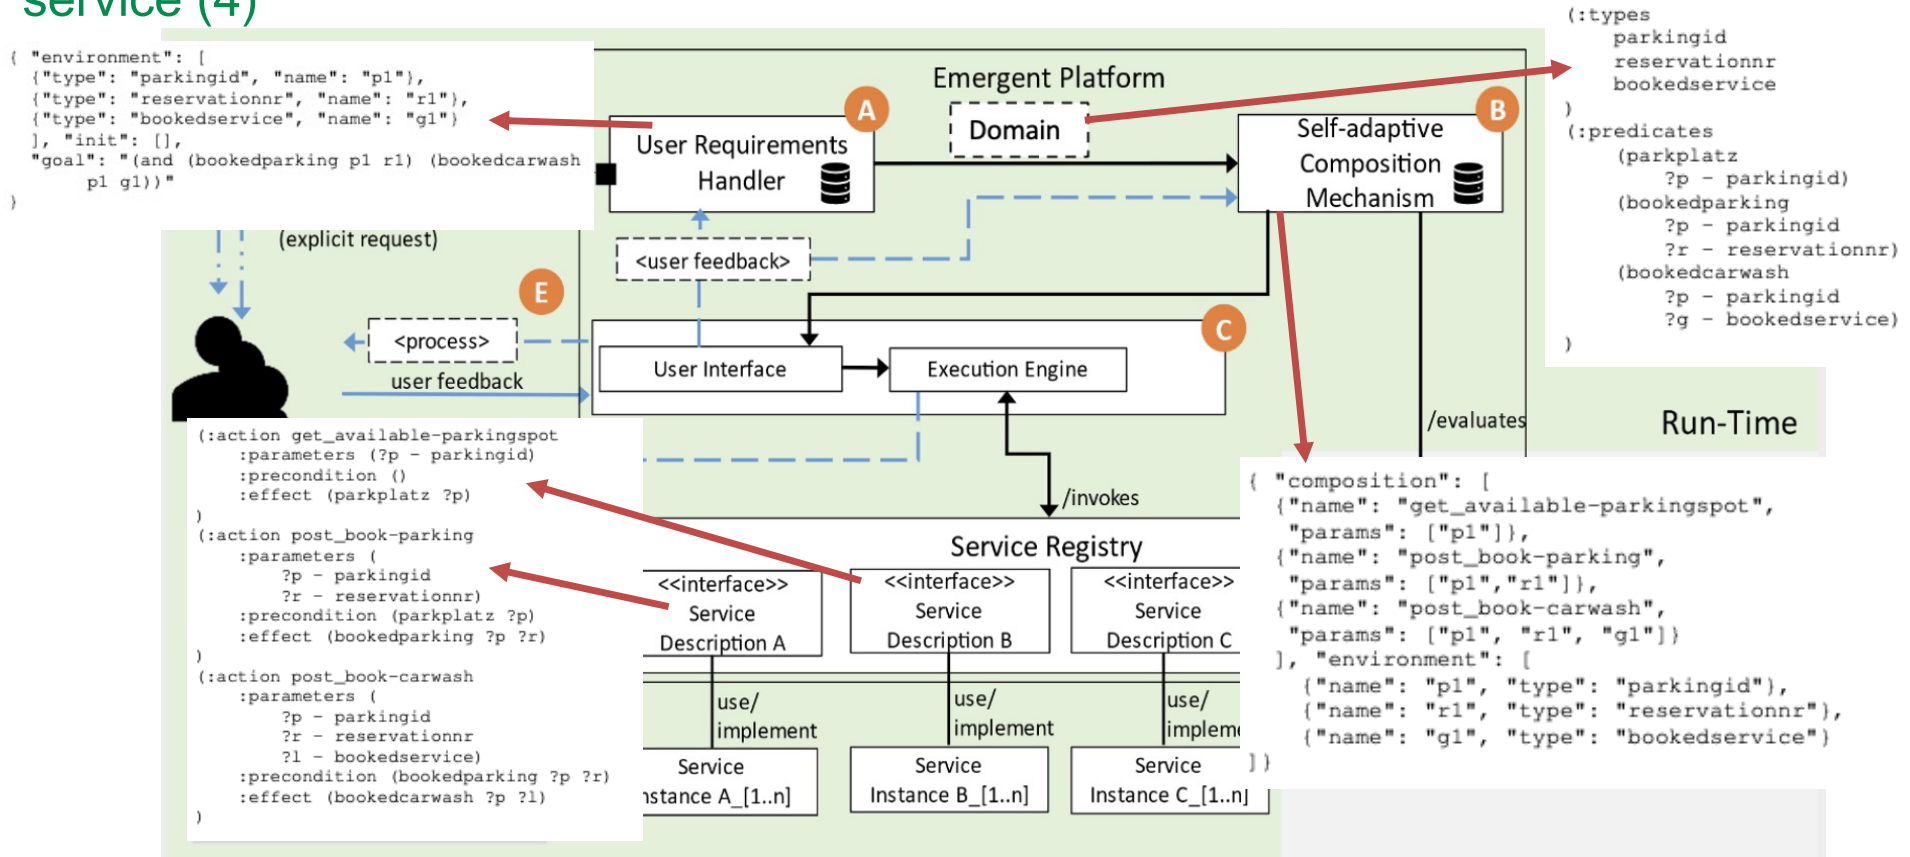 service (4)
{ "environment": [
{"type": "parkingid", "name": "p1"},
{"type": "reservationnr", "name": "r1"},
{"type": "bookedservice", "name": "g1"}
], "init": [],
"goal": "(and (bookedparking p1 r1) (bookedcarwash
p1 g1))"
}
Emergent Platform
A
User Requirements
Handler
Domain
B
Self-adaptive
Composition
Mechanism
(:types
parkingid
reservationnr
bookedservice
)
(:predicates
(parkplatz
?p - parkingid)
(bookedparking
?p - parkingid
?r - reservationnr)
(bookedcarwash
?p - parkingid
?g - bookedservice)
)
(explicit request)
<user feedback>
E
<process>
user feedback
C
User Interface
Execution Engine
/evaluates
Run-Time
/invokes
(:action get_available-parkingspot
:parameters (?p - parkingid)
:precondition ()
:effect (parkplatz ?p)
)
(:action post_book-parking
:parameters (
?p - parkingid
?r - reservationnr)
:precondition (parkplatz ?p)
:effect (bookedparking ?p ?r)
)
(:action post_book-carwash
:parameters (
?p - parkingid
?r - reservationnr
?l - bookedservice)
:precondition (bookedparking ?p ?r)
:effect (bookedcarwash ?p ?l)
)
Service Registry
<<interface>>
Service
Description A
<<interface>>
Service
Description B
<<interface>>
Service
Description C
use/
implement
use/
implement
use/
impleme
Service
nstance A_[1..n]
Service
Instance B_[1..n]
Service
Instance C_[1..n]
{ "composition": [
{"name": "get_available-parkingspot",
"params": ["p1"]},
{"name": "post_book-parking",
"params": ["p1","r1"]},
{"name": "post_book-carwash",
"params": ["p1", "r1", "g1"]}
], "environment": [
{"name": "p1", "type": "parkingid"},
{"name": "r1", "type": "reservationnr"},
{"name": "g1", "type": "bookedservice"}
]}